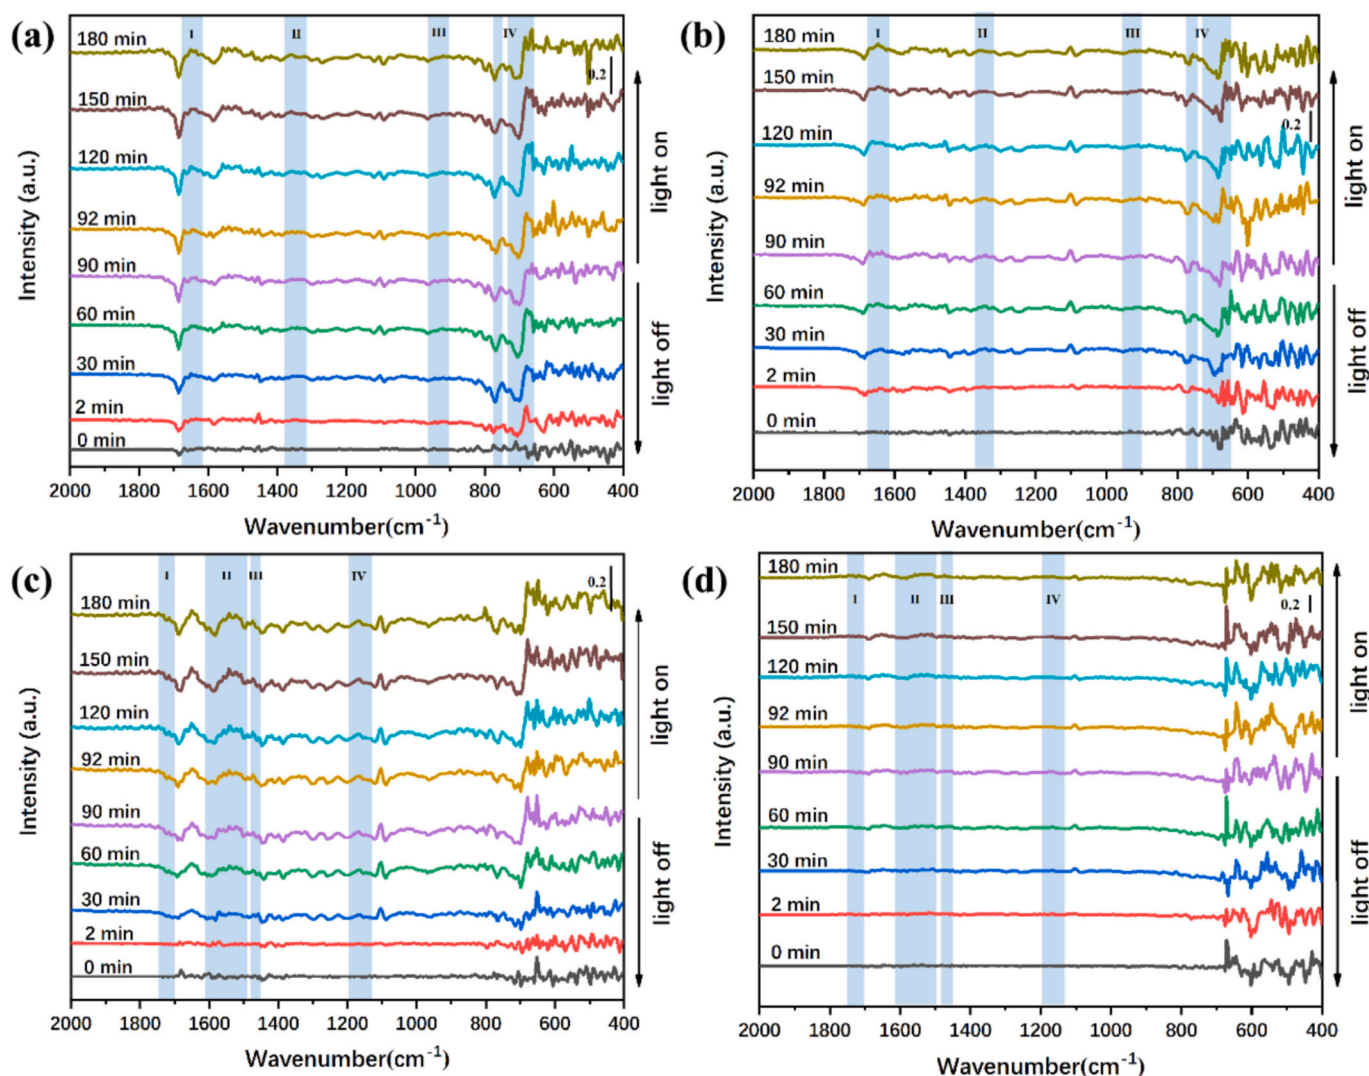 (a)
I II III IV
180 min
0.2
150 min
120 min
92 min
90 min
60 min
30 min
2 min
0 min
light on
light off
Intensity (a.u.)
2000 1800 1600 1400 1200 1000 800 600 400
Wavenumber(cm⁻¹)
(b)
I II III IV
180 min
150 min
0.2
120 min
92 min
90 min
60 min
30 min
2 min
0 min
light on
light off
Intensity (a.u.)
2000 1800 1600 1400 1200 1000 800 600 400
Wavenumber(cm⁻¹)
(c)
I II III IV
0.2
180 min
150 min
120 min
92 min
90 min
60 min
30 min
2 min
0 min
light on
light off
Intensity (a.u.)
2000 1800 1600 1400 1200 1000 800 600 400
Wavenumber(cm⁻¹)
(d)
180 min
I II III IV
0.2
150 min
120 min
92 min
90 min
60 min
30 min
2 min
0 min
light on
light off
Intensity (a.u.)
2000 1800 1600 1400 1200 1000 800 600 400
Wavenumber(cm⁻¹)